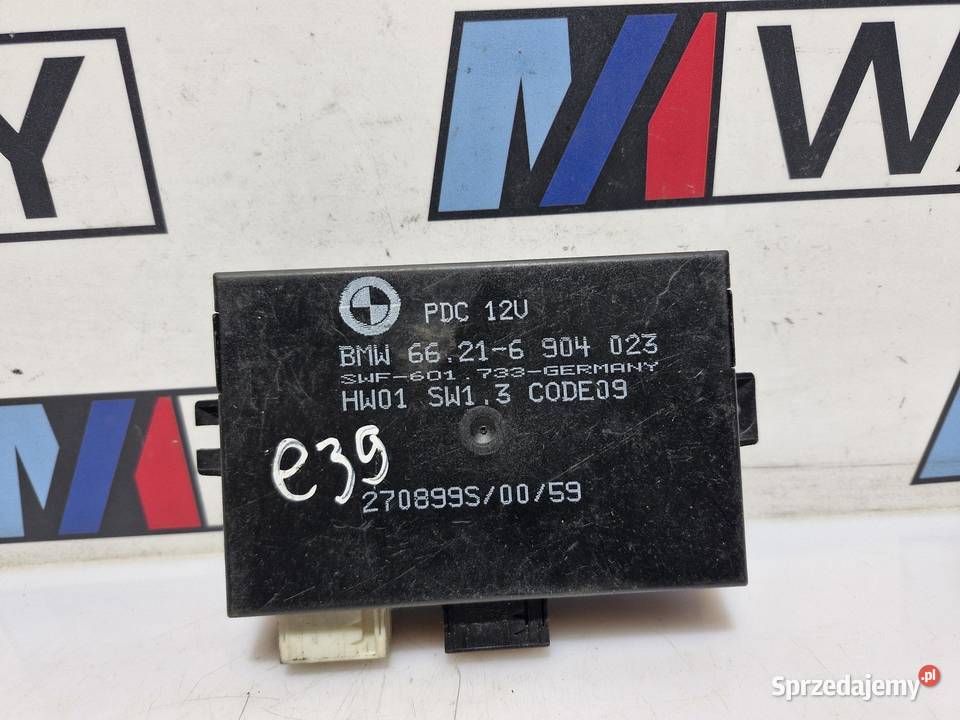 Y
M WA
PDC 12V
BMW 66.21-6 904 023
SWF-601.733-GERMANY
HW01 SW1.3 CODE09
e39
270899S/00/59
Sprzedajemy.pl